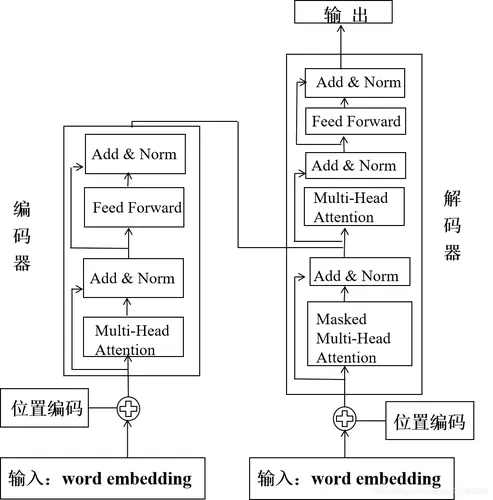 输 出
Add & Norm
Feed Forward
Add & Norm
Multi-Head
Attention
Add & Norm
Masked
Multi-Head
Attention
解码器
位置编码
输入：word embedding
编码器
Add & Norm
Feed Forward
Add & Norm
Multi-Head
Attention
位置编码
输入：word embedding